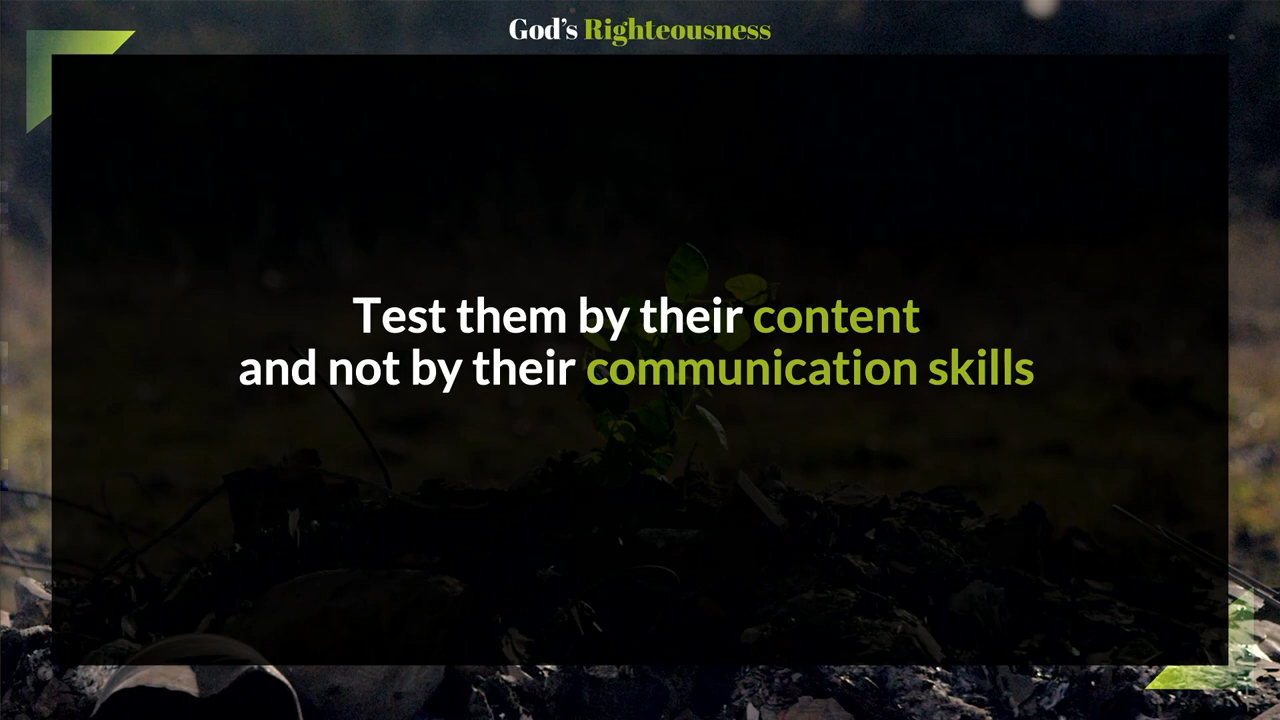 God's Righteousness
Test them by their content
and not by their communication skills